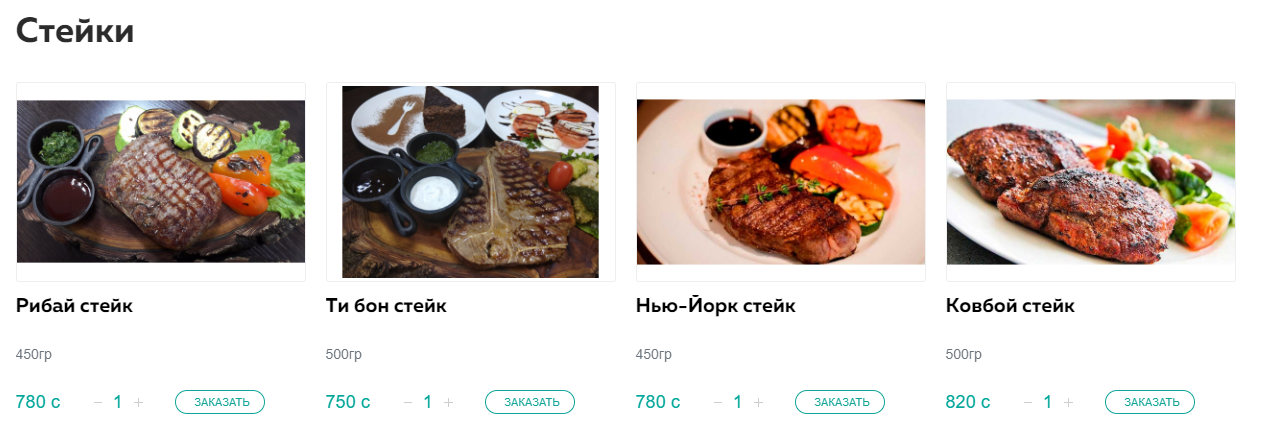 Стейки
Рибай стейк
450гр
780 с − 1 + ЗАКАЗАТЬ
Ти бон стейк
500гр
750 с − 1 + ЗАКАЗАТЬ
Нью-Йорк стейк
450гр
780 с − 1 + ЗАКАЗАТЬ
Ковбой стейк
500гр
820 с − 1 + ЗАКАЗАТЬ